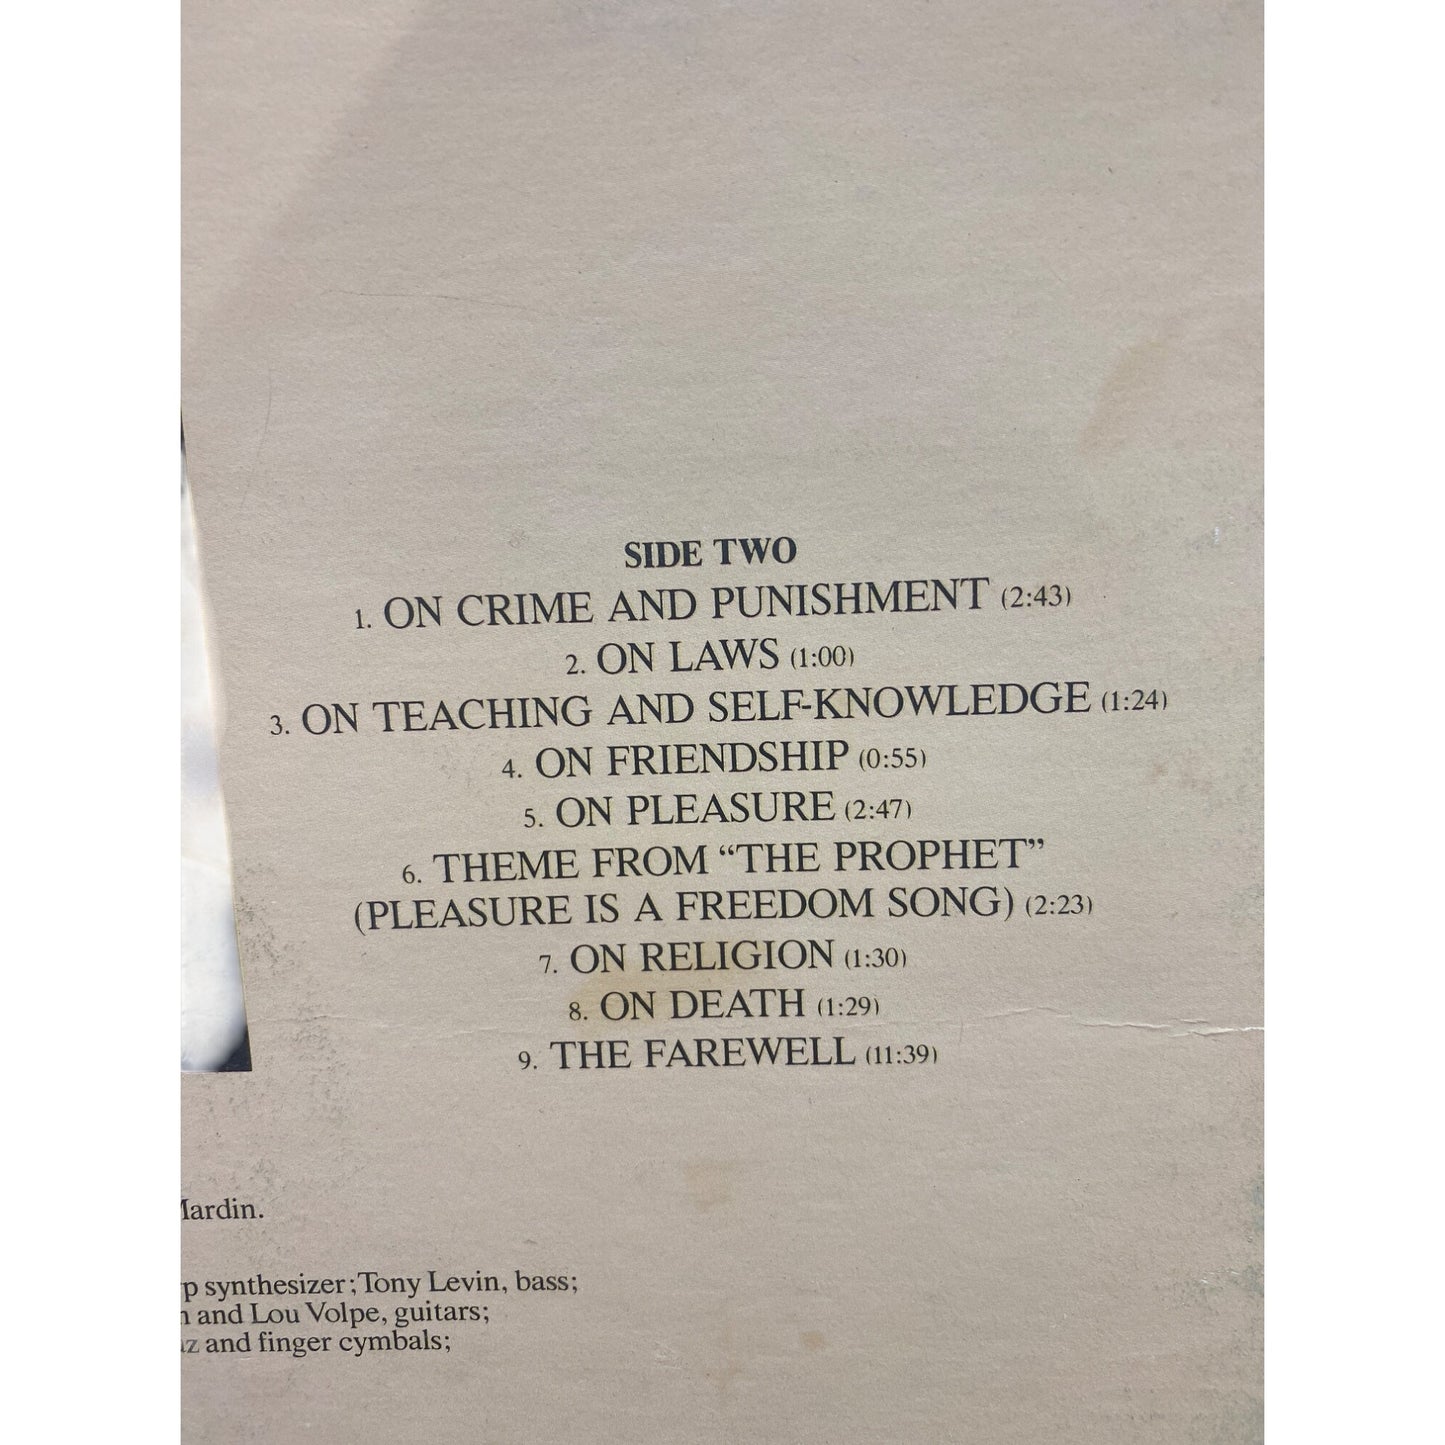 SIDE TWO
1. ON CRIME AND PUNISHMENT (2:43)
2. ON LAWS (1:00)
3. ON TEACHING AND SELF-KNOWLEDGE (1:24)
4. ON FRIENDSHIP (0:55)
5. ON PLEASURE (2:47)
6. THEME FROM “THE PROPHET”
(PLEASURE IS A FREEDOM SONG) (2:23)
7. ON RELIGION (1:30)
8. ON DEATH (1:29)
9. THE FAREWELL (11:39)
synthesizer; Tony Levin, bass;
and Lou Volpe, guitars;
and finger cymbals;